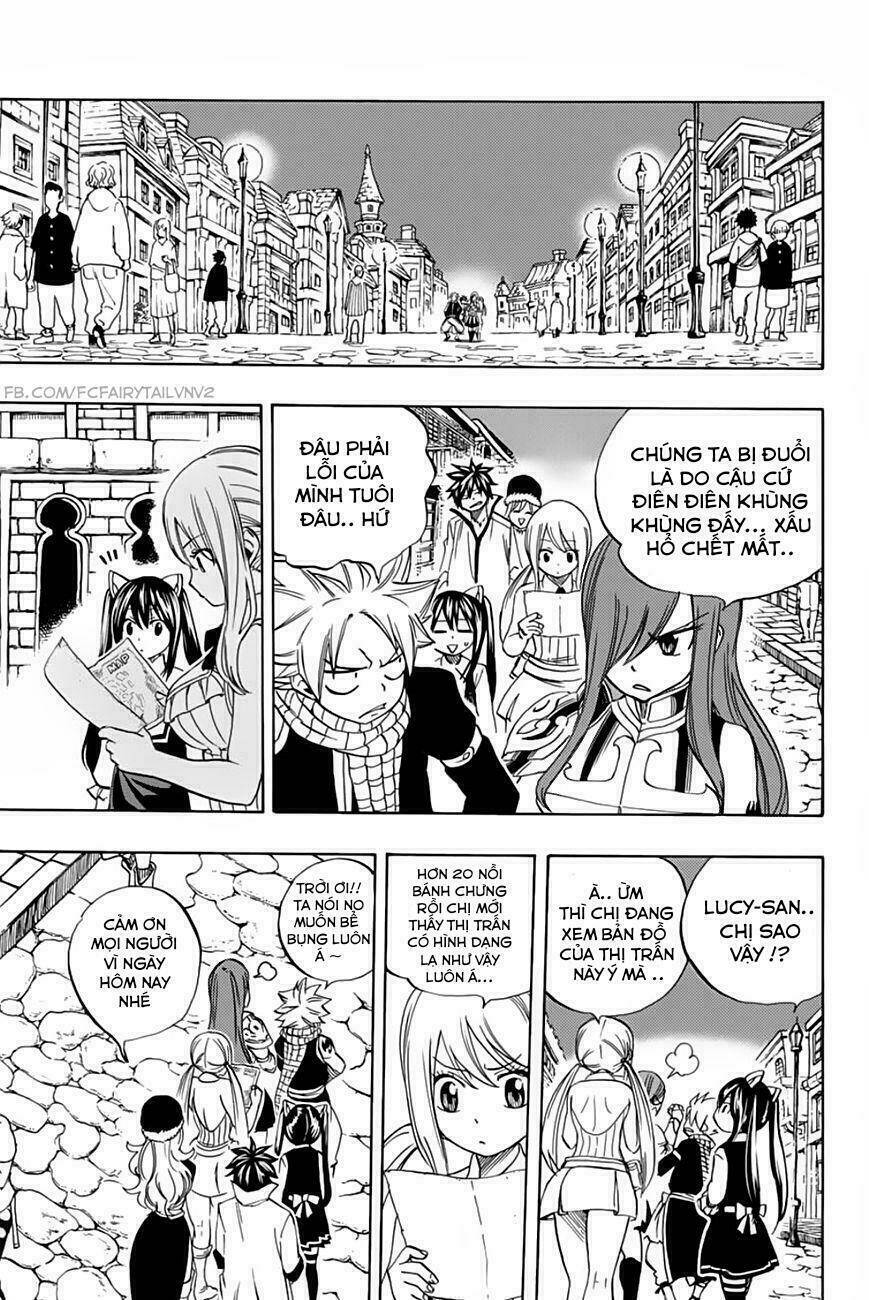 FB.COM/FCFAIRYTAILVNV2
CHÚNG TA BỊ ĐUỔI
LÀ DO CẬU CỨ
ĐIÊN ĐIÊN KHÙNG
KHÙNG ĐẤY... XẤU
HỔ CHẾT MẤT..
ĐÂU PHẢI
LỖI CỦA
MÌNH TUÔI
ĐÂU.. HỨ
MAP
LUCY-SAN..
CHỊ SAO
VẬY !?
À.. ỪM
THÌ CHỊ ĐANG
XEM BẢN ĐỒ
CỦA THỊ TRẤN
NÀY Ý MÀ ..
HƠN 20 NỒI
BÁNH CHƯNG
RỒI CHỊ MỚI
THẤY THỊ TRẤN
CÓ HÌNH DẠNG
LẠ NHƯ VẬY
LUÔN Á...
TRỜI ƠI!!
TA NÓI NO
MUỐN BỂ
BỤNG LUÔN
Á ~
CẢM ƠN
MỌI NGƯỜI
VÌ NGÀY
HÔM NAY
NHÉ